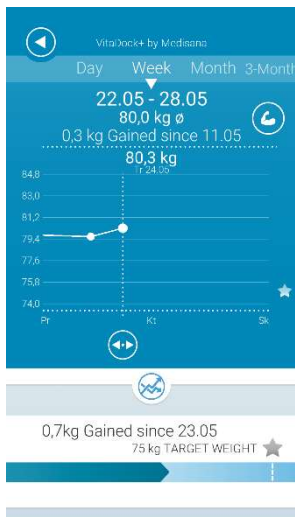 VitaDock+ by Medisana
Day Week Month 3-Month
22.05 - 28.05
80,0 kg ø
0,3 kg Gained since 11.05
80,3 kg
Tr 24.05
84,8
83,0
81,2
79,4
77,6
75,8
74,0
Pr Kt Sk
0,7kg Gained since 23.05
75 kg TARGET WEIGHT